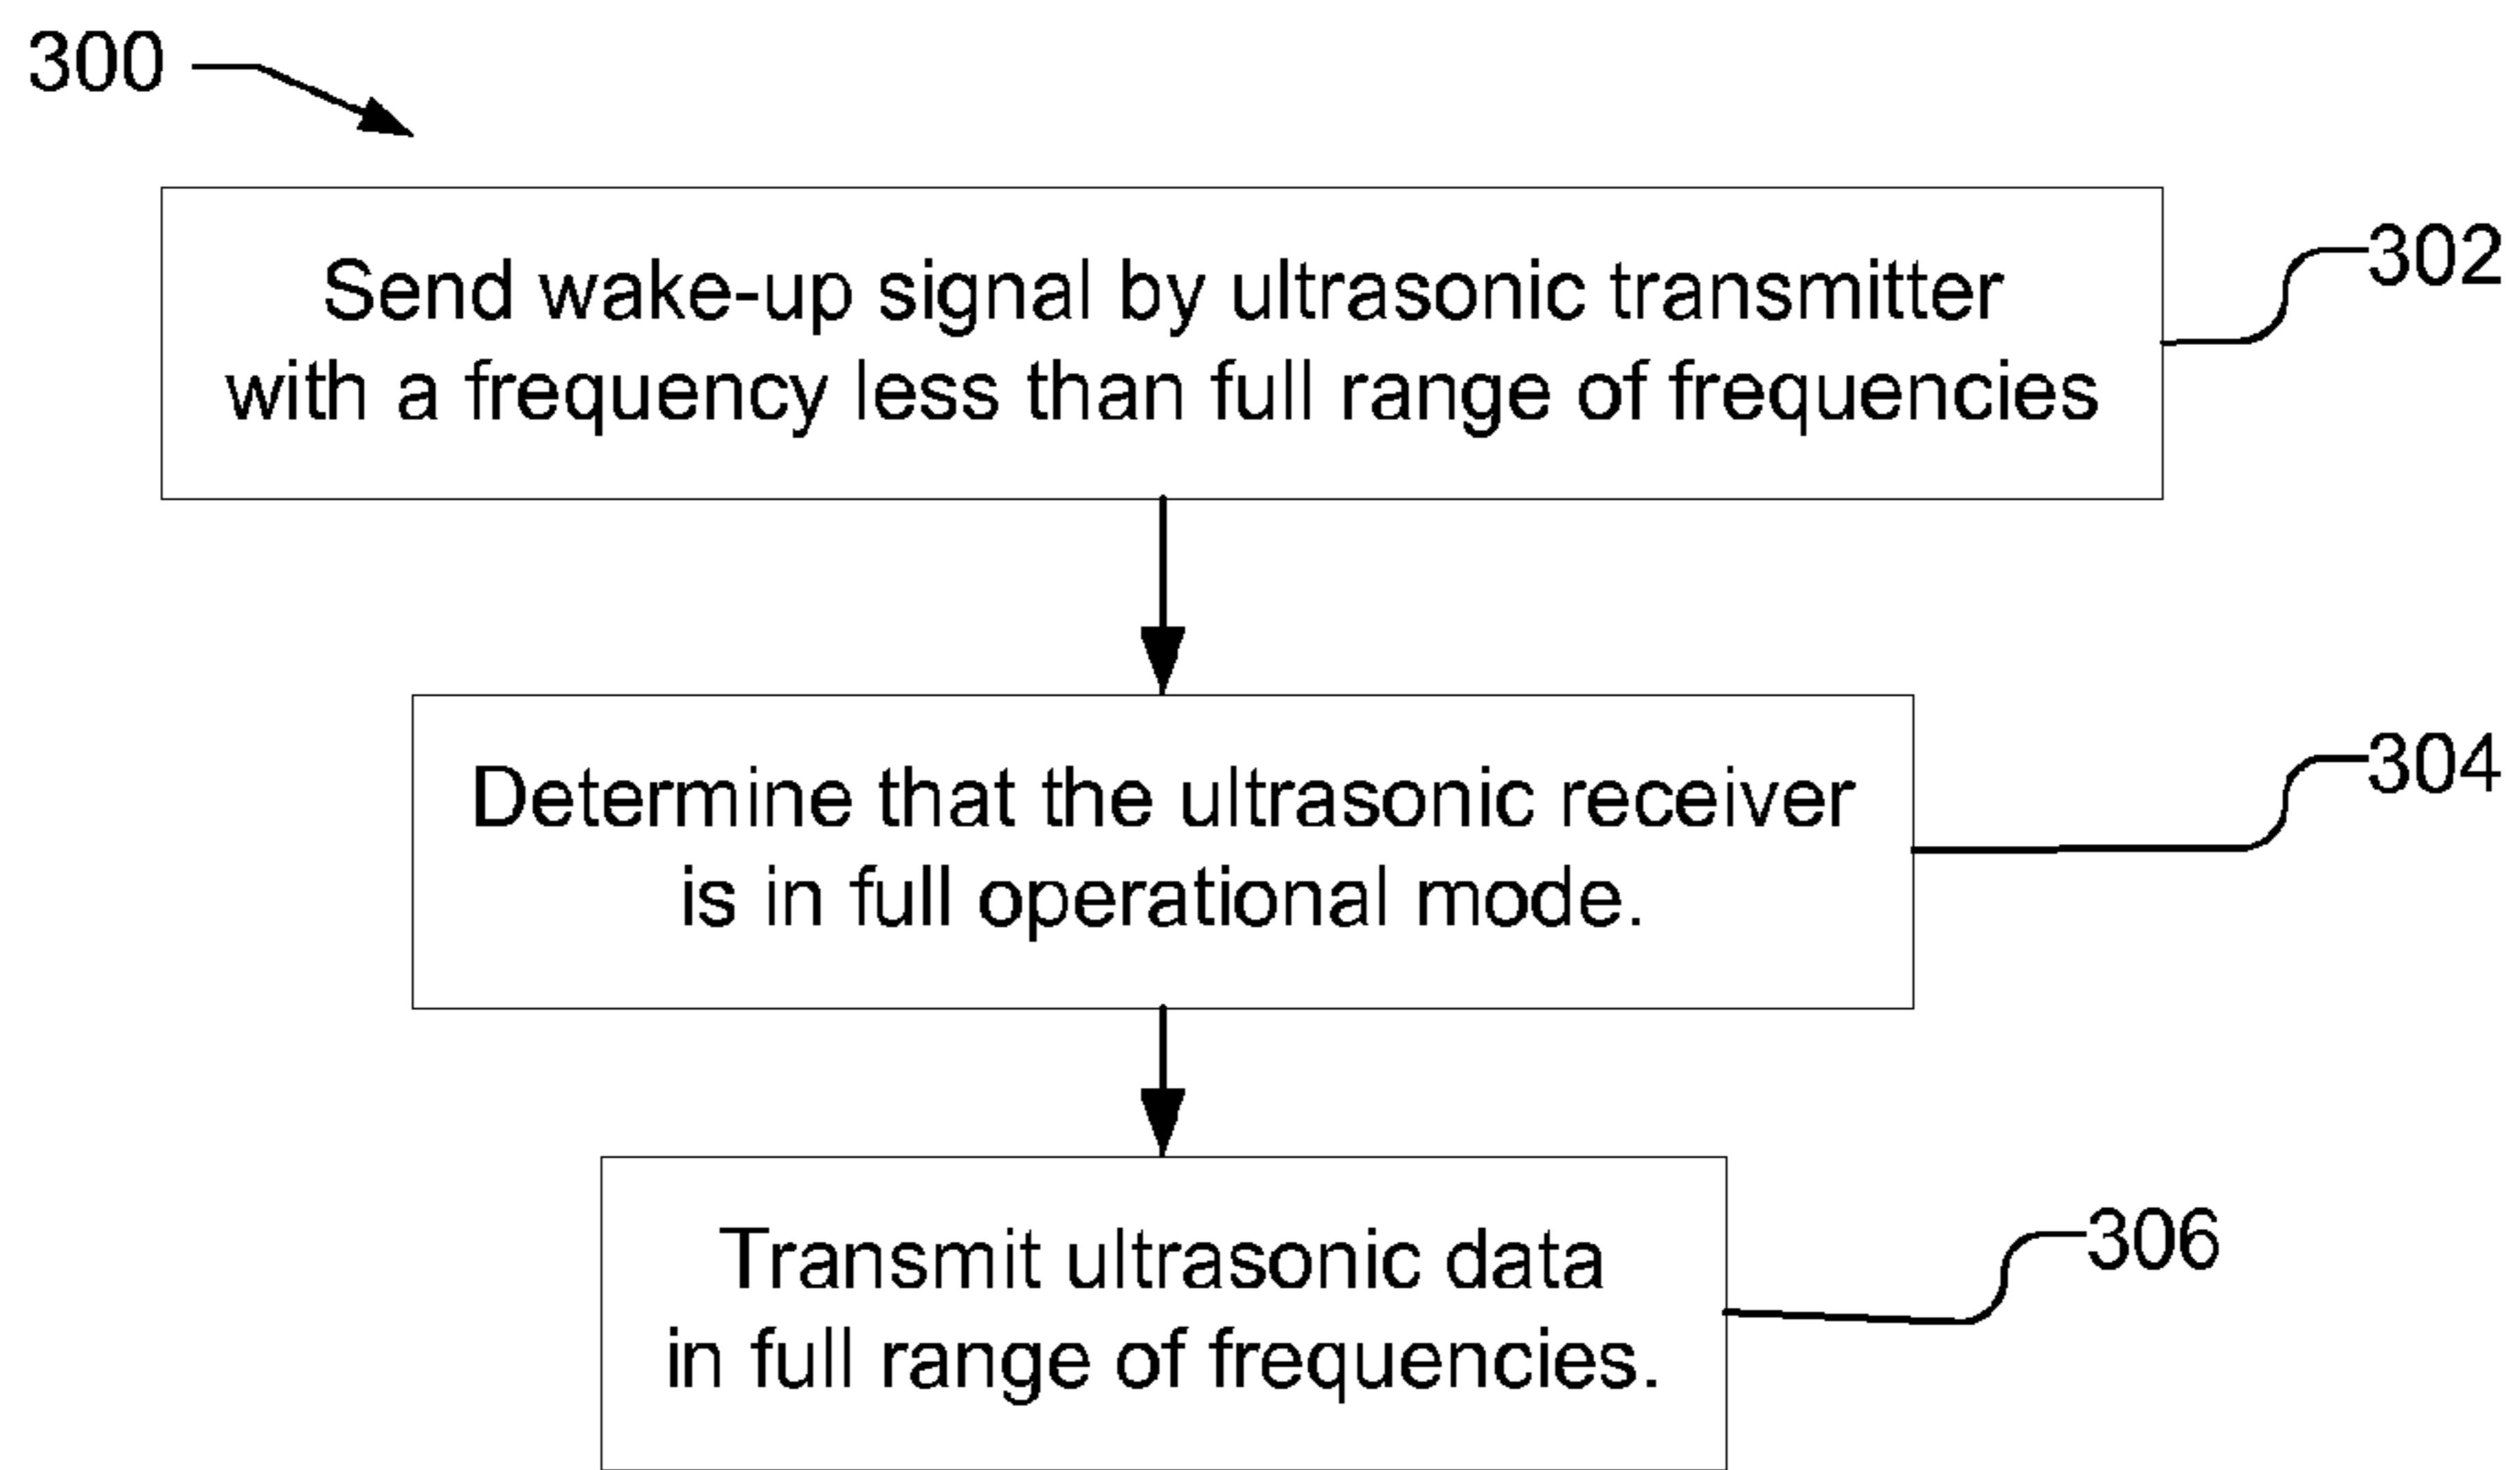 300
Send wake-up signal by ultrasonic transmitter
with a frequency less than full range of frequencies
302
Determine that the ultrasonic receiver
is in full operational mode.
304
Transmit ultrasonic data
in full range of frequencies.
306